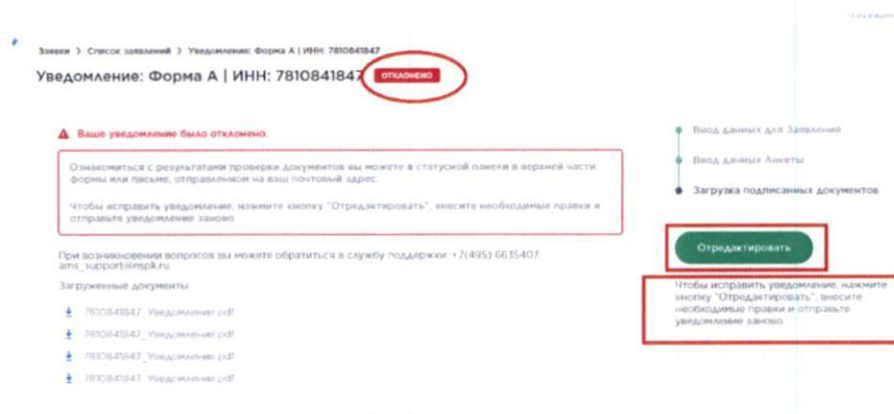 Заявки > Список заявлений > Уведомление: Форма А | ИНН: 7810841847
Уведомление: Форма А | ИНН: 7810841847 ОТКЛОНЕНО
Ваше уведомление было отклонено.
Ознакомиться с результатами проверки документов вы можете в статусной панели в верхней части
формы или письме, отправленном на ваш почтовый адрес.
Чтобы исправить уведомление, нажмите кнопку "Отредактировать", внесите необходимые правки и
отправьте уведомление заново.
При возникновении вопросов вы можете обратиться в службу поддержки: +7(495) 6635407,
ams_support@nspk.ru
Загруженные документы
7810841847_Уведомление.pdf
7810841847_Уведомление.pdf
7810841847_Уведомление.pdf
7810841847_Уведомление.pdf
Ввод данных для Заявления
Ввод данных Анкеты
Загрузка подписанных документов
Отредактировать
Чтобы исправить уведомление, нажмите
кнопку "Отредактировать", внесите
необходимые правки и отправьте
уведомление заново.